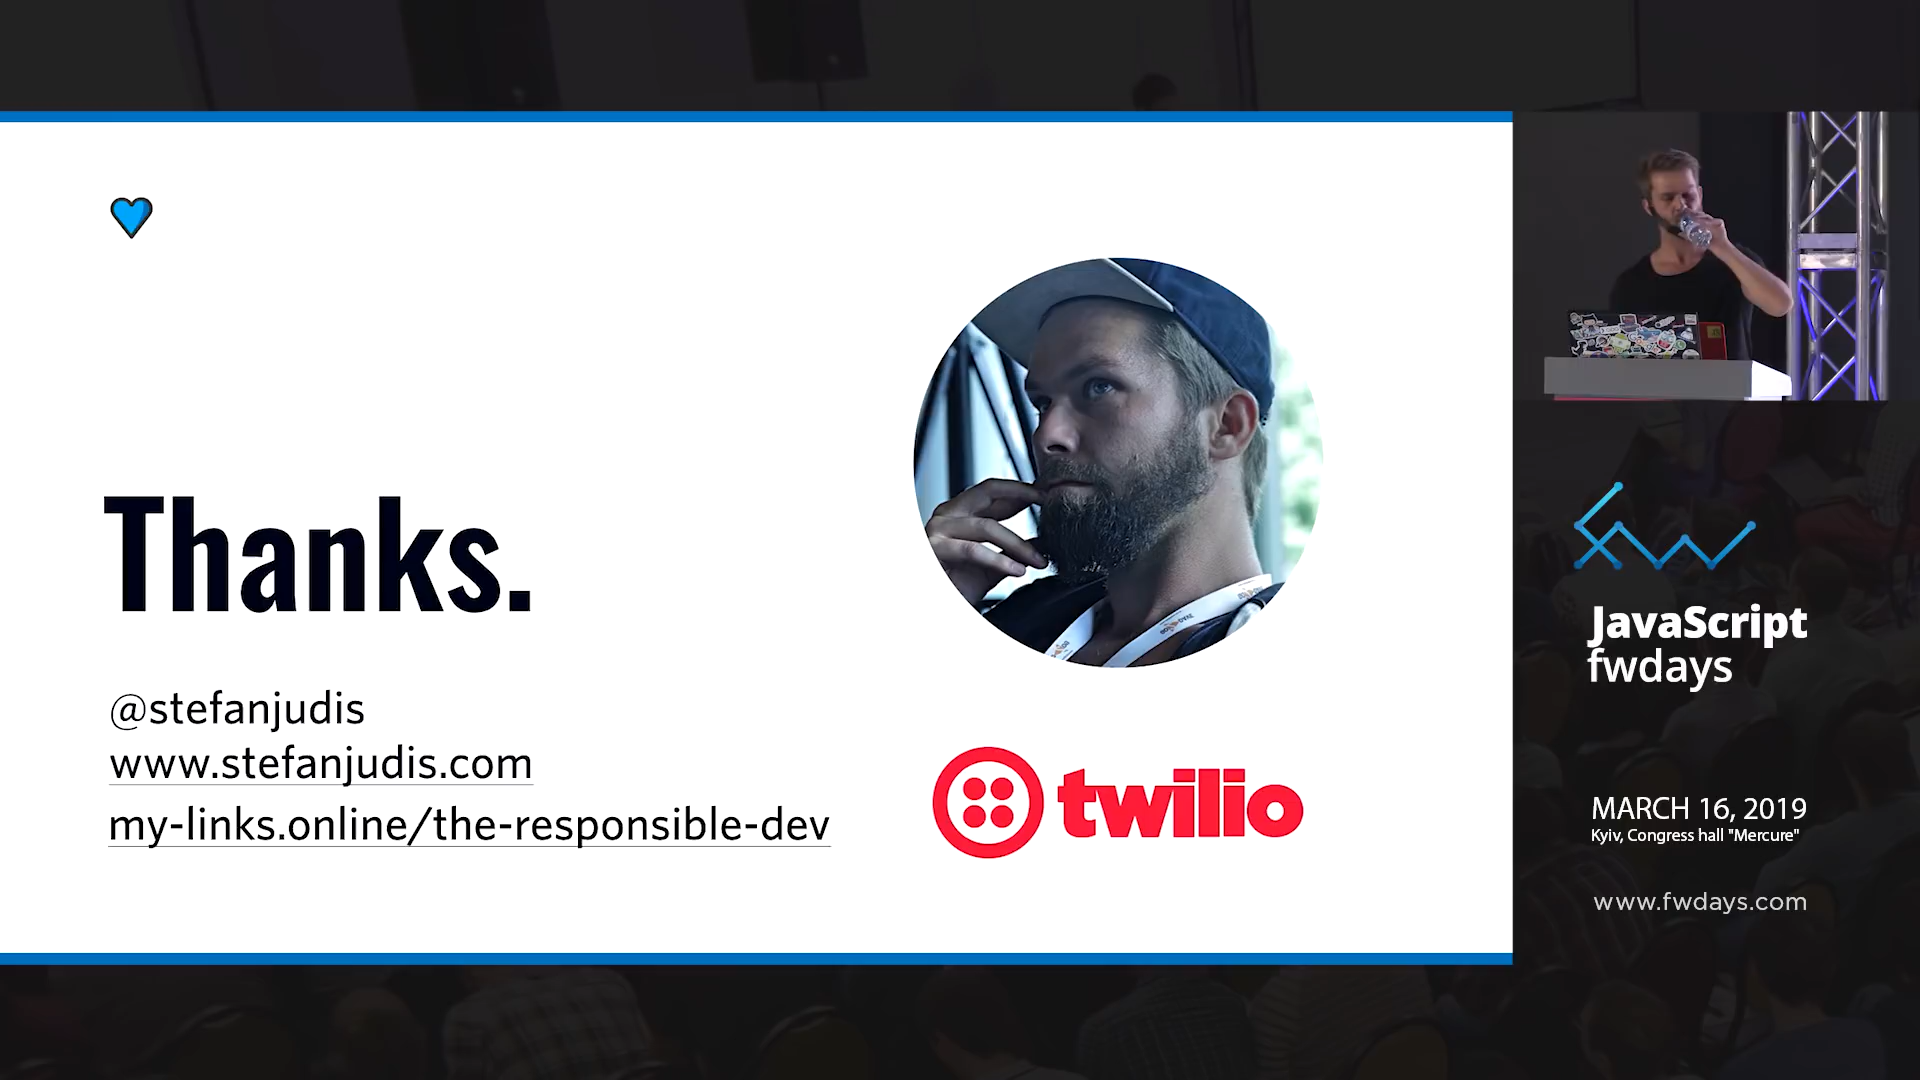 Thanks.
@stefanjudis
www.stefanjudis.com
my-links.online/the-responsible-dev
twilio
JavaScript
fwdays
MARCH 16, 2019
Kyiv, Congress hall "Mercure"
www.fwdays.com